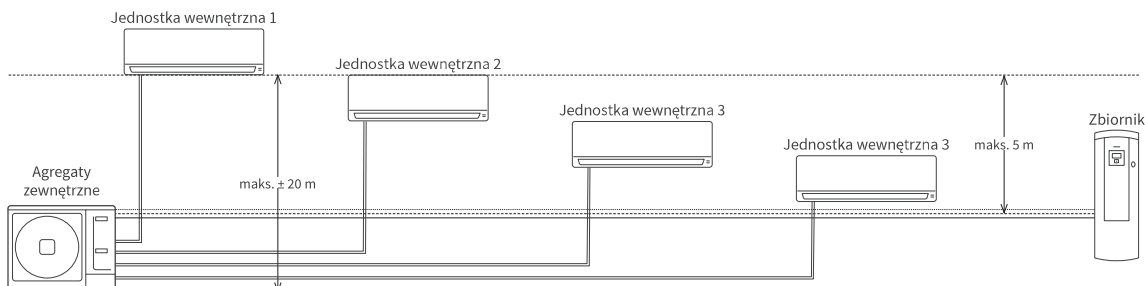 Jednostka wewnętrzna 1
Jednostka wewnętrzna 2
Jednostka wewnętrzna 3
Zbiornik
Jednostka wewnętrzna 3
maks. 5 m
Agregaty
zewnętrzne
maks. ± 20 m